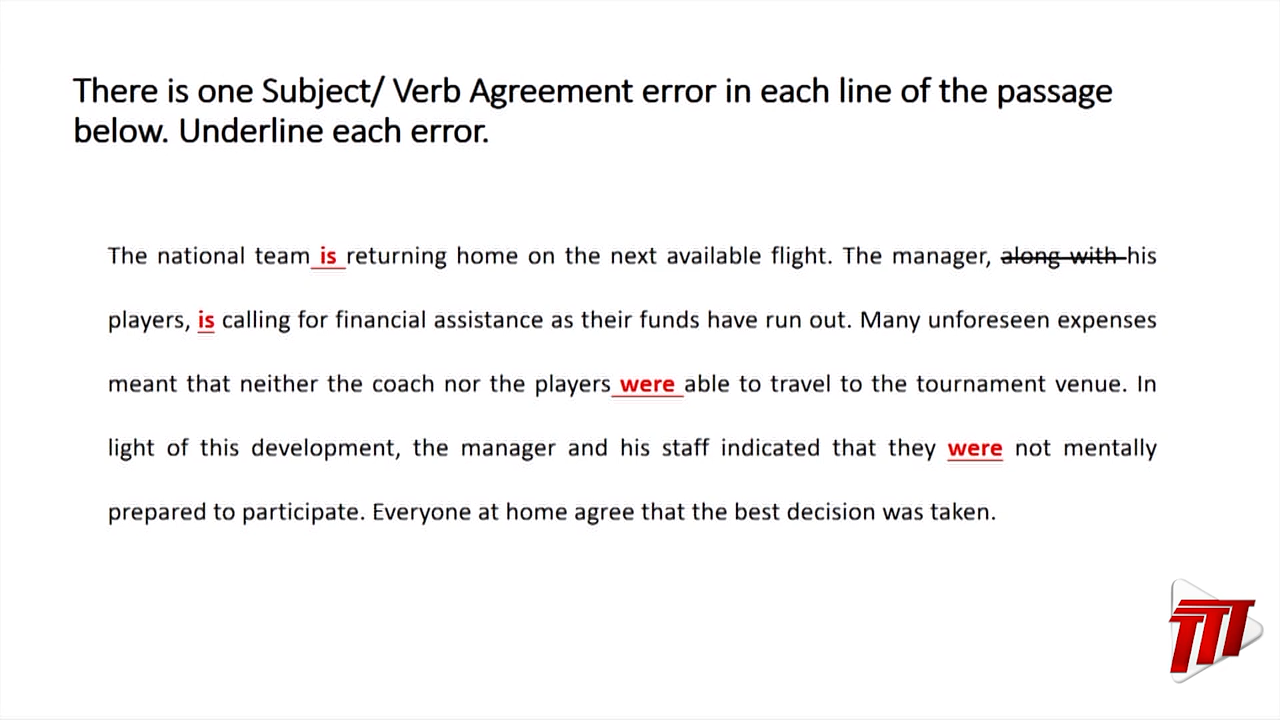 There is one Subject/ Verb Agreement error in each line of the passage
below. Underline each error.
The national team is returning home on the next available flight. The manager, along with his
players, is calling for financial assistance as their funds have run out. Many unforeseen expenses
meant that neither the coach nor the players were able to travel to the tournament venue. In
light of this development, the manager and his staff indicated that they were not mentally
prepared to participate. Everyone at home agree that the best decision was taken.
TTT